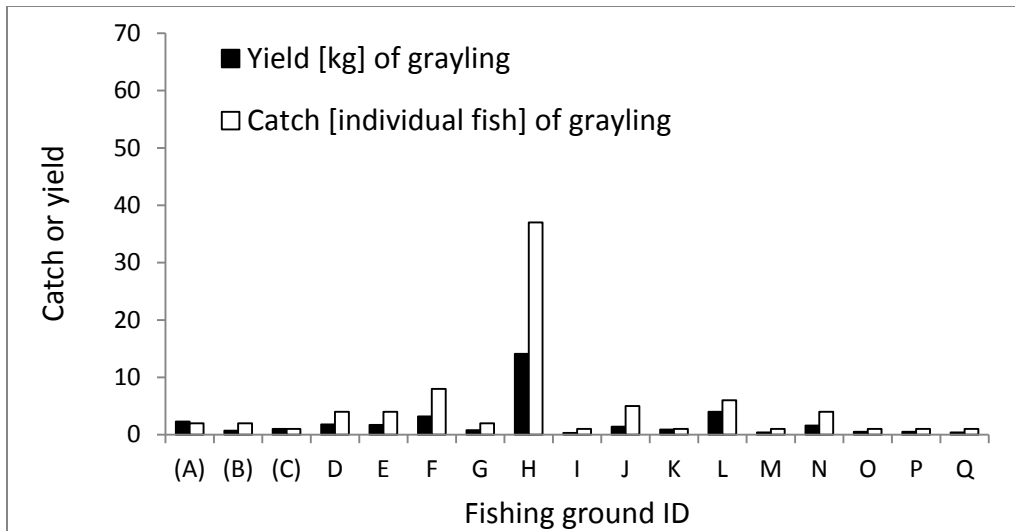 70
60
50
40
30
20
10
0
Catch or yield
Yield [kg] of grayling
Catch [individual fish] of grayling
(A) (B) (C) D E F G H I J K L M N O P Q
Fishing ground ID